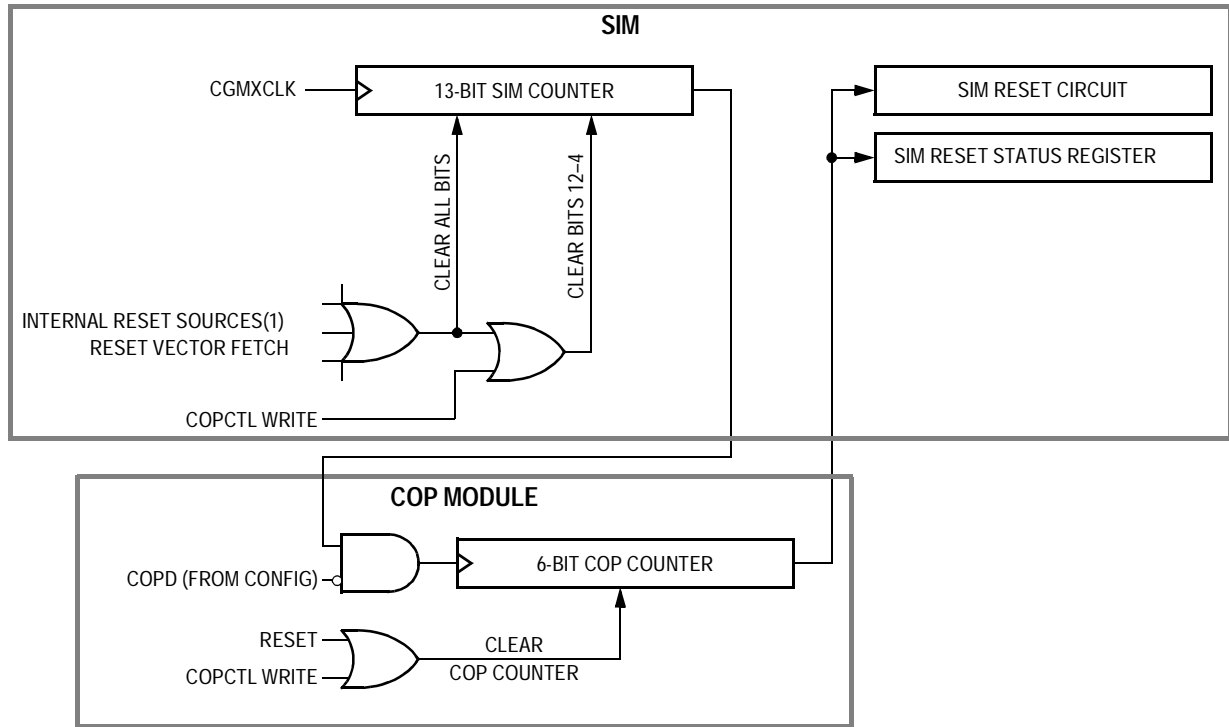 SIM
CGMXCLK
13-BIT SIM COUNTER
SIM RESET CIRCUIT
SIM RESET STATUS REGISTER
CLEAR ALL BITS
CLEAR BITS 12–4
INTERNAL RESET SOURCES(1)
RESET VECTOR FETCH
COPCTL WRITE
COP MODULE
COPD (FROM CONFIG)
6-BIT COP COUNTER
RESET
COPCTL WRITE
CLEAR
COP COUNTER